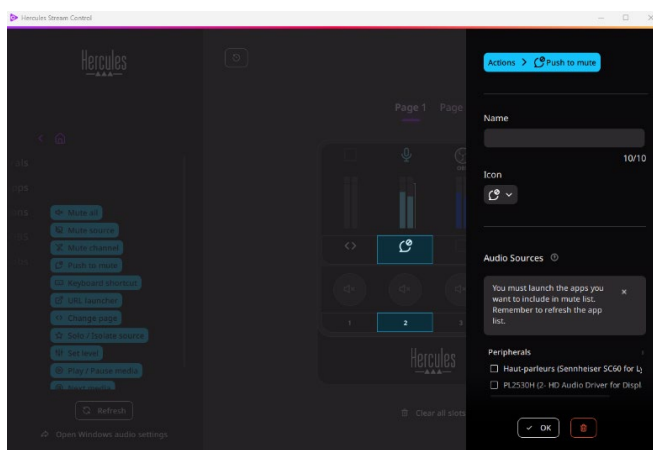 Hercules Stream Control
Hercules
Page 1 Page
Mute all
Mute source
Mute channel
Push to mute
Keyboard shortcut
URL launcher
Change page
Solo / Isolate source
Set level
Play / Pause media
Next media
Refresh
Open Windows audio settings
1 2 3
Hercules
Clear all slots
Actions > Push to mute
Name
10/10
Icon
Audio Sources
You must launch the apps you
want to include in mute list.
Remember to refresh the app
list.
Peripherals
Haut-parleurs (Sennheiser SC60 for Ly
PL2530H (2- HD Audio Driver for Displ
OK